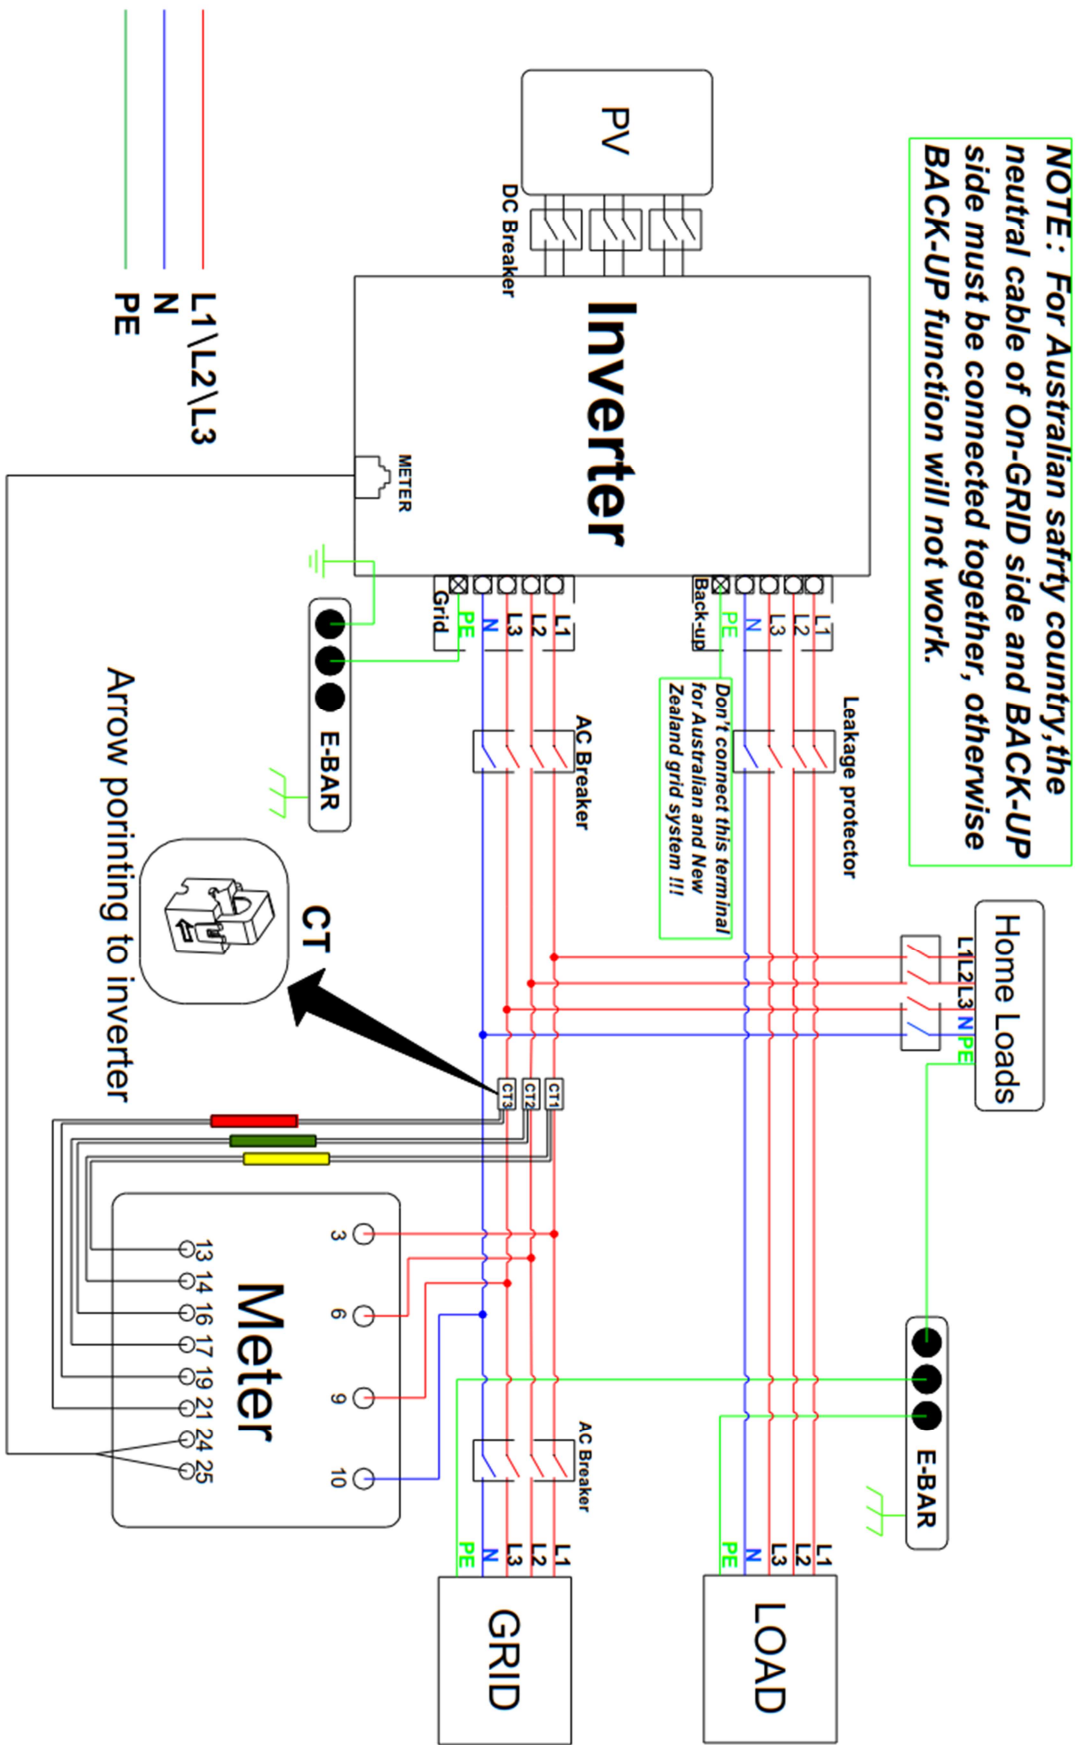 NOTE: For Australian safrty country,the
neutral cable of On-GRID side and BACK-UP
side must be connected together, otherwise
BACK-UP function will not work.
Home Loads
L1L2L3 N PE
E-BAR
PV
DC Breaker
Inverter
METER
Back-up
L1
L2
L3
N
PE
Leakage protector
Don't connect this terminal
for Australian and New
Zealand grid system !!!
L1
L2
L3
N
PE
LOAD
Grid
L1
L2
L3
N
PE
AC Breaker
CT1
CT2
CT3
AC Breaker
L1
L2
L3
N
PE
GRID
E-BAR
CT
Arrow porinting to inverter
3
6
9
10
Meter
13 14 16 17 19 21 24 25
L1\L2\L3
N
PE